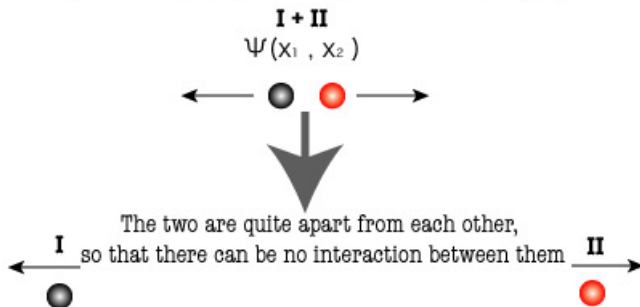 I + II
Ψ(x₁ , x₂ )
The two are quite apart from each other,
I so that there can be no interaction between them II